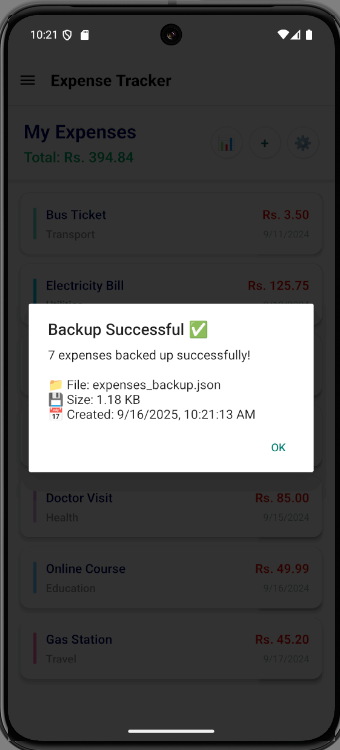 10:21
Expense Tracker
My Expenses
Total: Rs. 394.84
Bus Ticket Rs. 3.50
Transport 9/11/2024
Electricity Bill Rs. 125.75
Backup Successful ✅
7 expenses backed up successfully!
📁 File: expenses_backup.json
💾 Size: 1.18 KB
📅 Created: 9/16/2025, 10:21:13 AM
OK
Doctor Visit Rs. 85.00
Health 9/15/2024
Online Course Rs. 49.99
Education 9/16/2024
Gas Station Rs. 45.20
Travel 9/17/2024